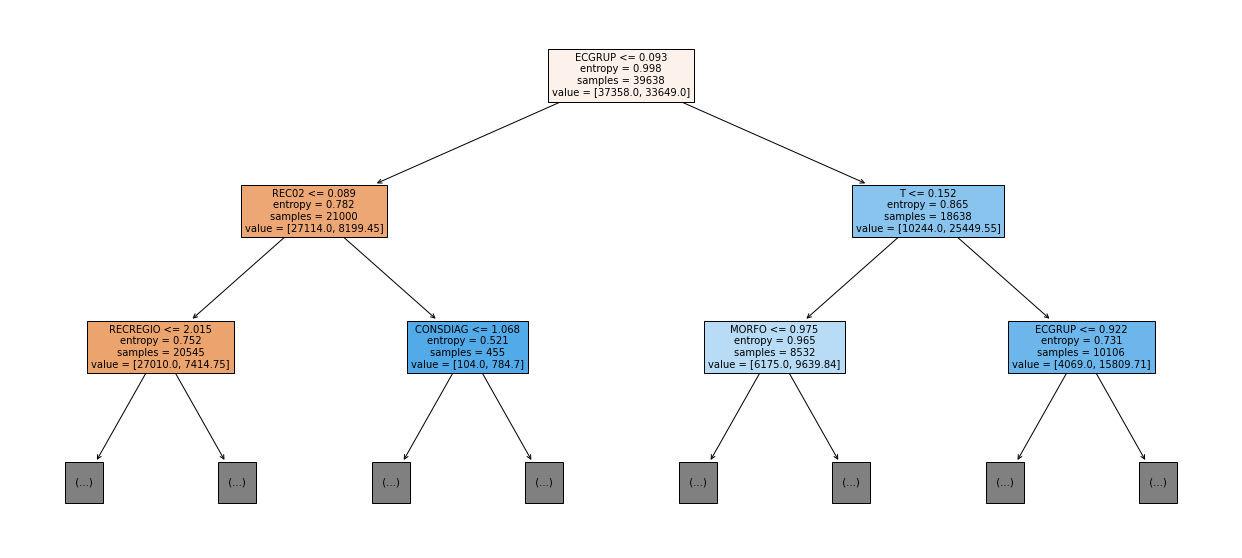 ECGRUP <= 0.093
entropy = 0.998
samples = 39638
value = [37358.0, 33649.0]
REC02 <= 0.089
entropy = 0.782
samples = 21000
value = [27114.0, 8199.45]
T <= 0.152
entropy = 0.865
samples = 18638
value = [10244.0, 25449.55]
RECREGIO <= 2.015
entropy = 0.752
samples = 20545
value = [27010.0, 7414.75]
CONSDIAG <= 1.068
entropy = 0.521
samples = 455
value = [104.0, 784.7]
MORFO <= 0.975
entropy = 0.965
samples = 8532
value = [6175.0, 9639.84]
ECGRUP <= 0.922
entropy = 0.731
samples = 10106
value = [4069.0, 15809.71]
(...)
(...)
(...)
(...)
(...)
(...)
(...)
(...)